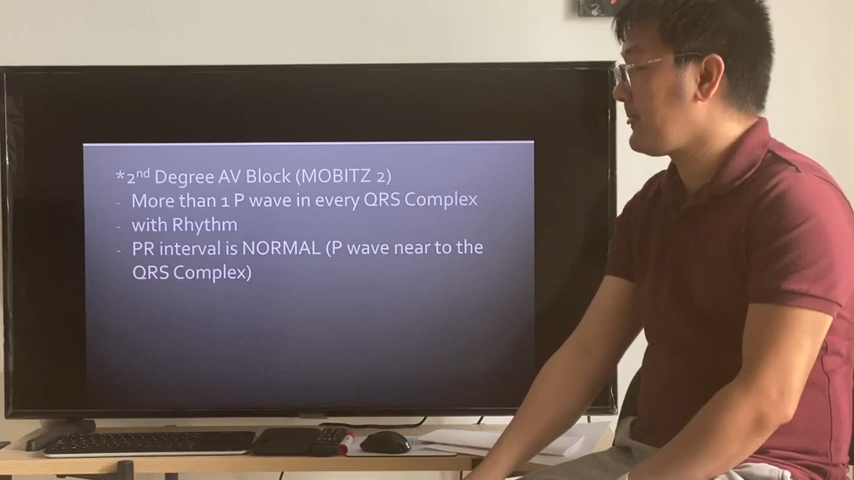 *2nd Degree AV Block (MOBITZ 2)
- More than 1 P wave in every QRS Complex
- with Rhythm
- PR interval is NORMAL (P wave near to the
QRS Complex)